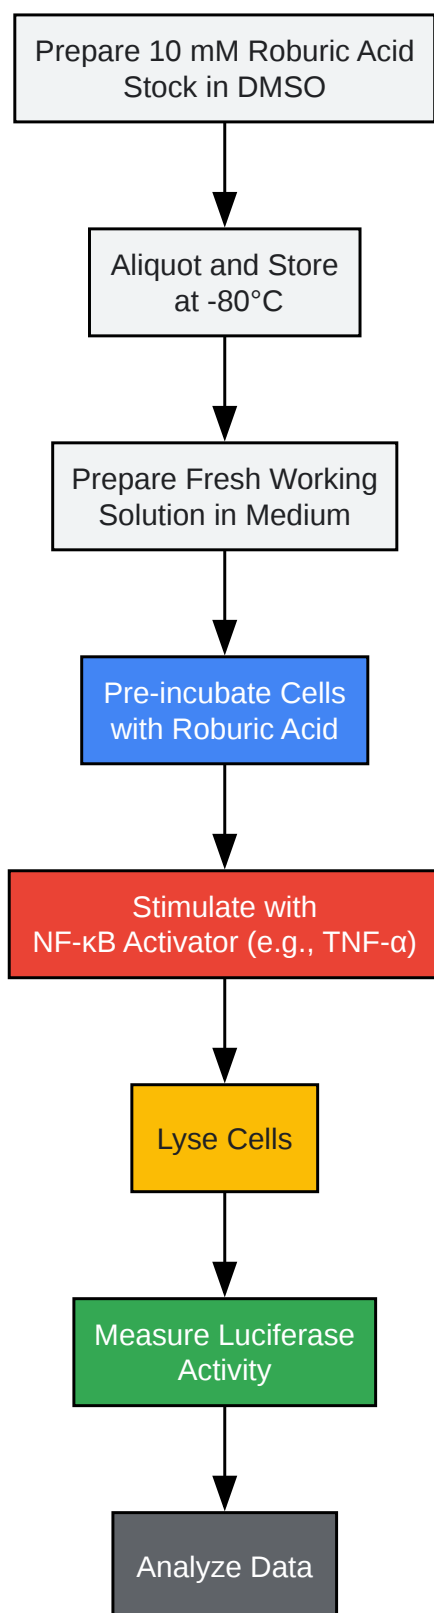 Prepare 10 mM Roburic Acid
Stock in DMSO
Aliquot and Store
at -80°C
Prepare Fresh Working
Solution in Medium
Pre-incubate Cells
with Roburic Acid
Stimulate with
NF-κB Activator (e.g., TNF-α)
Lyse Cells
Measure Luciferase
Activity
Analyze Data